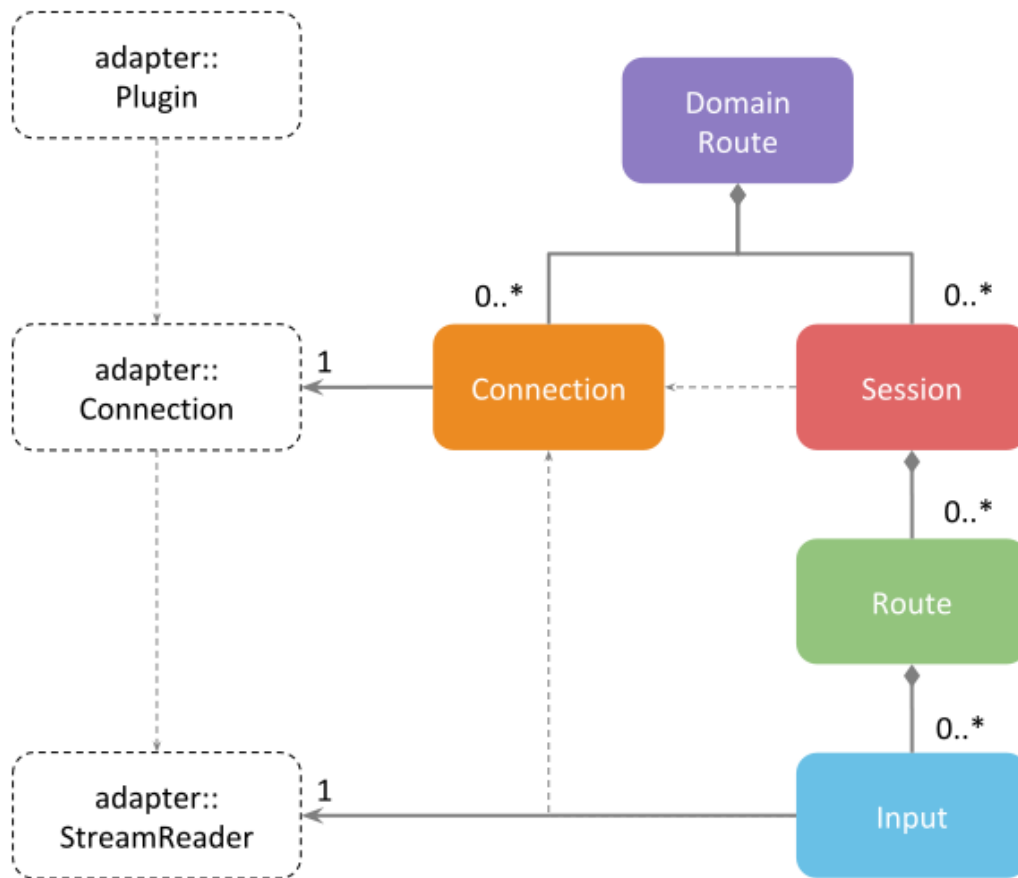 adapter::
Plugin
Domain
Route
0..*
0..*
adapter::
Connection
1
Connection
Session
0..*
Route
0..*
adapter::
StreamReader
1
Input